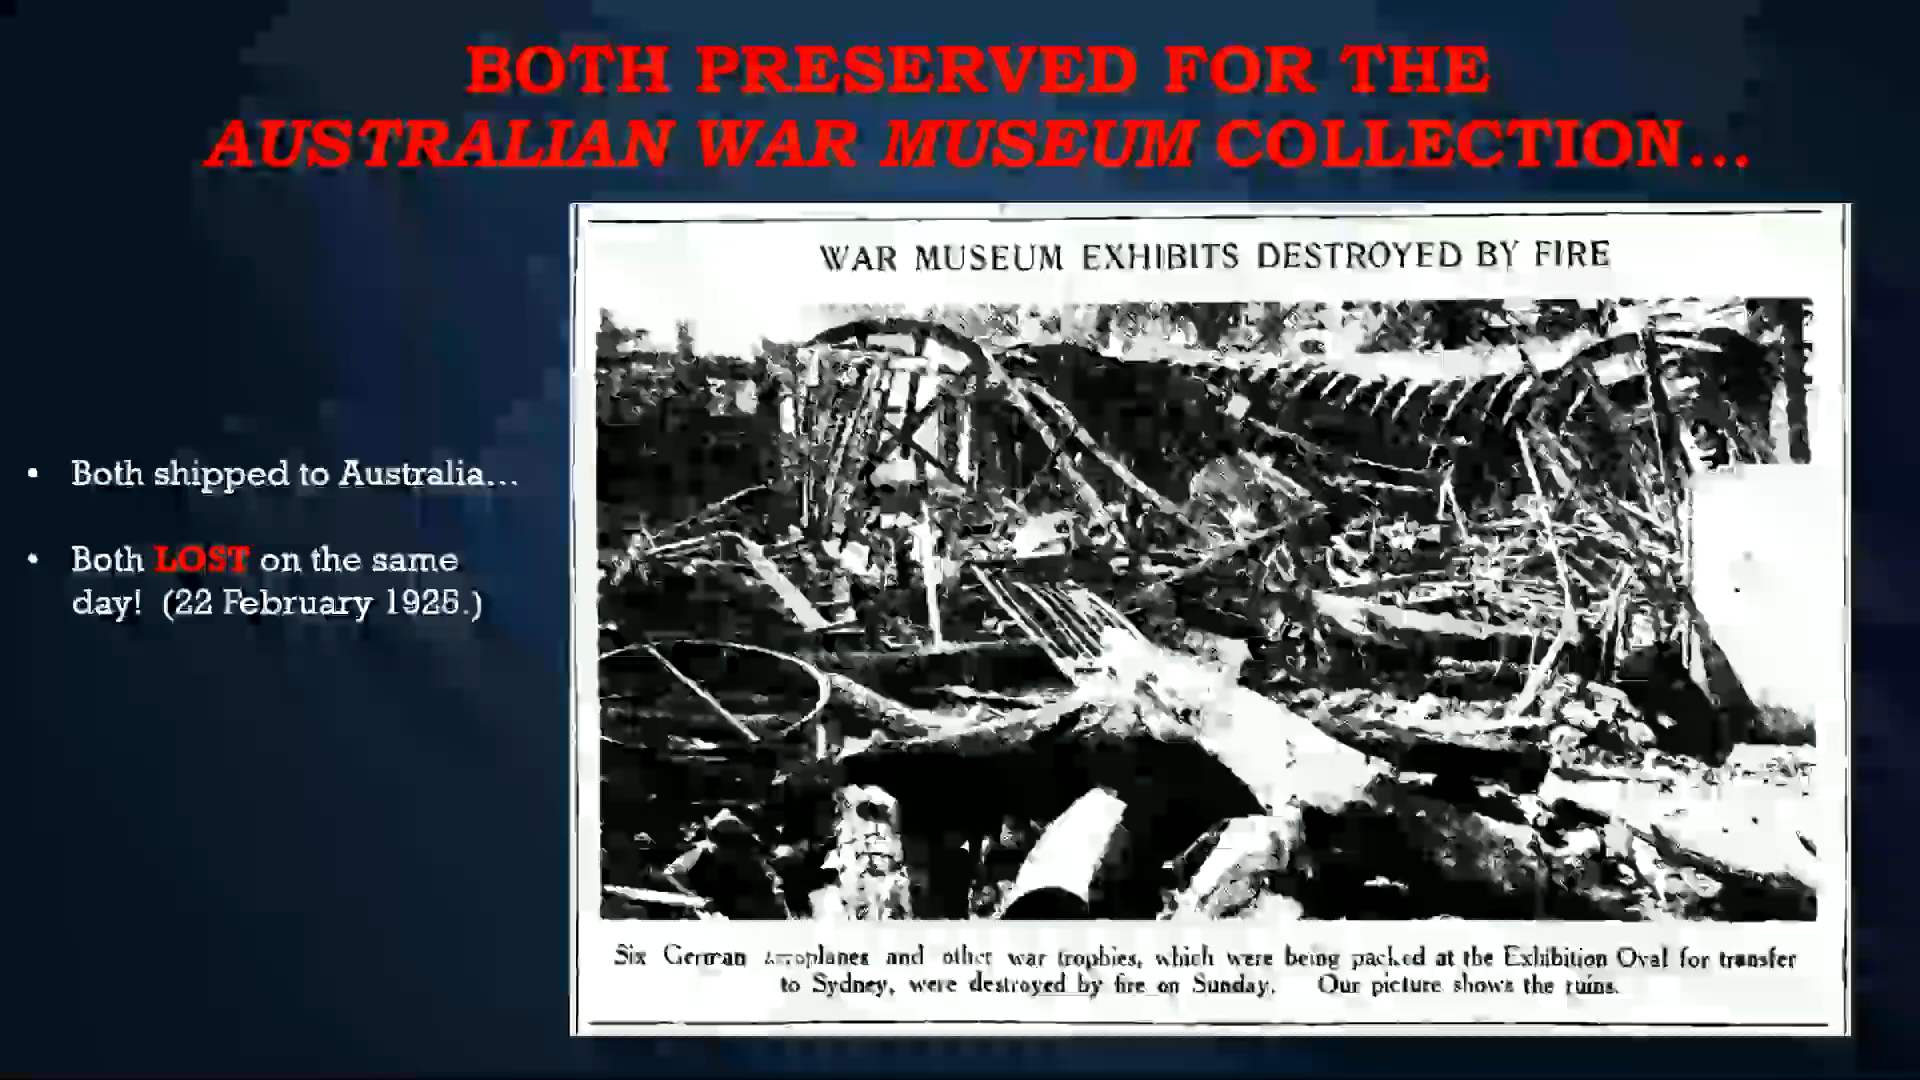 BOTH PRESERVED FOR THE
AUSTRALIAN WAR MUSEUM COLLECTION...
• Both shipped to Australia...
• Both LOST on the same
day! (22 February 1925.)
WAR MUSEUM EXHIBITS DESTROYED BY FIRE
Six German aeroplanes and other war trophies, which were being packed at the Exhibition Oval for transfer
to Sydney, were destroyed by fire on Sunday. Our picture shows the ruins.